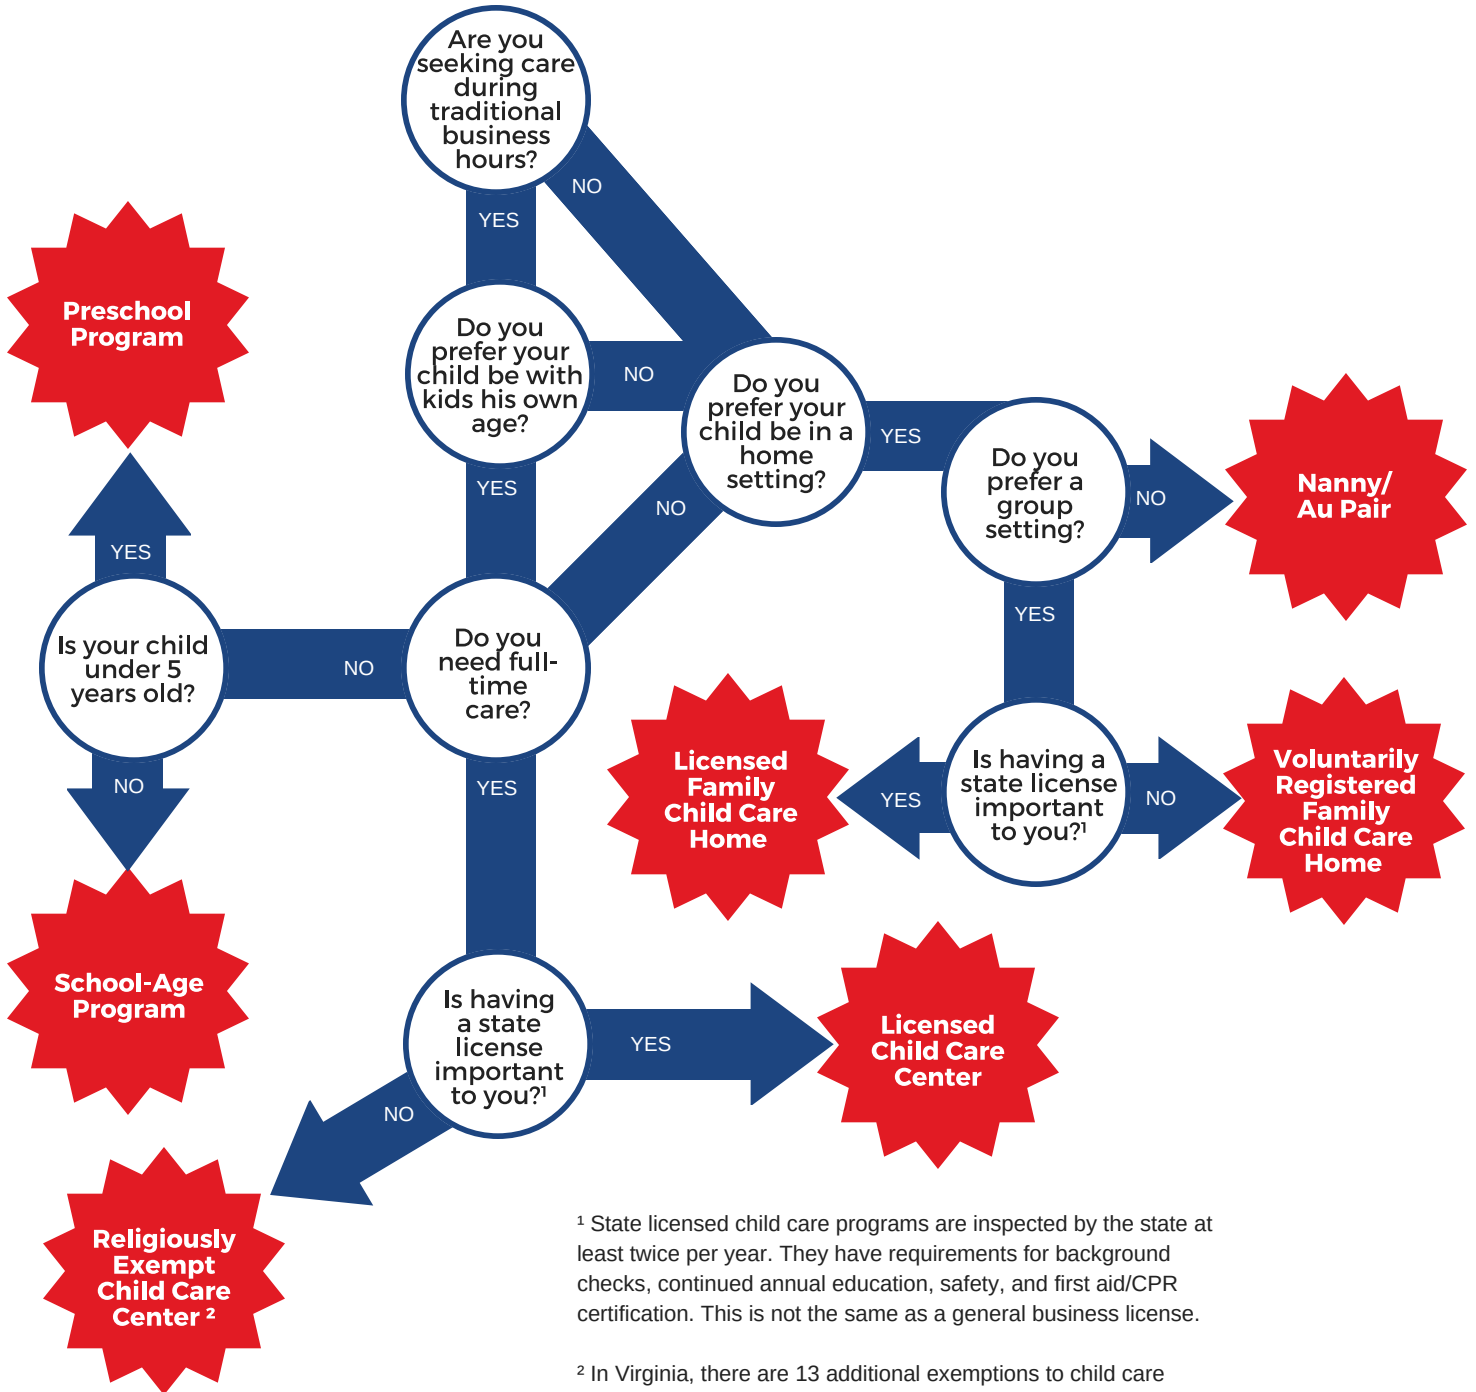 Are you
seeking care
during
traditional
business
hours?
NO
YES
Preschool
Program
Do you
prefer your
child be with
kids his own
age?
NO
Do you
prefer your
child be in a
home
setting?
YES
Do you
prefer a
group
setting?
NO
Nanny/
Au Pair
YES
NO
YES
YES
Is your child
under 5
years old?
NO
Do you
need full-
time
care?
NO
YES
Licensed
Family
Child Care
Home
YES
Is having a
state license
important
to you?¹
NO
Voluntarily
Registered
Family
Child Care
Home
School-Age
Program
Is having
a state
license
important
to you?¹
YES
Licensed
Child Care
Center
NO
Religiously
Exempt
Child Care
Center ²
¹ State licensed child care programs are inspected by the state at
least twice per year. They have requirements for background
checks, continued annual education, safety, and first aid/CPR
certification. This is not the same as a general business license.
² In Virginia, there are 13 additional exemptions to child care